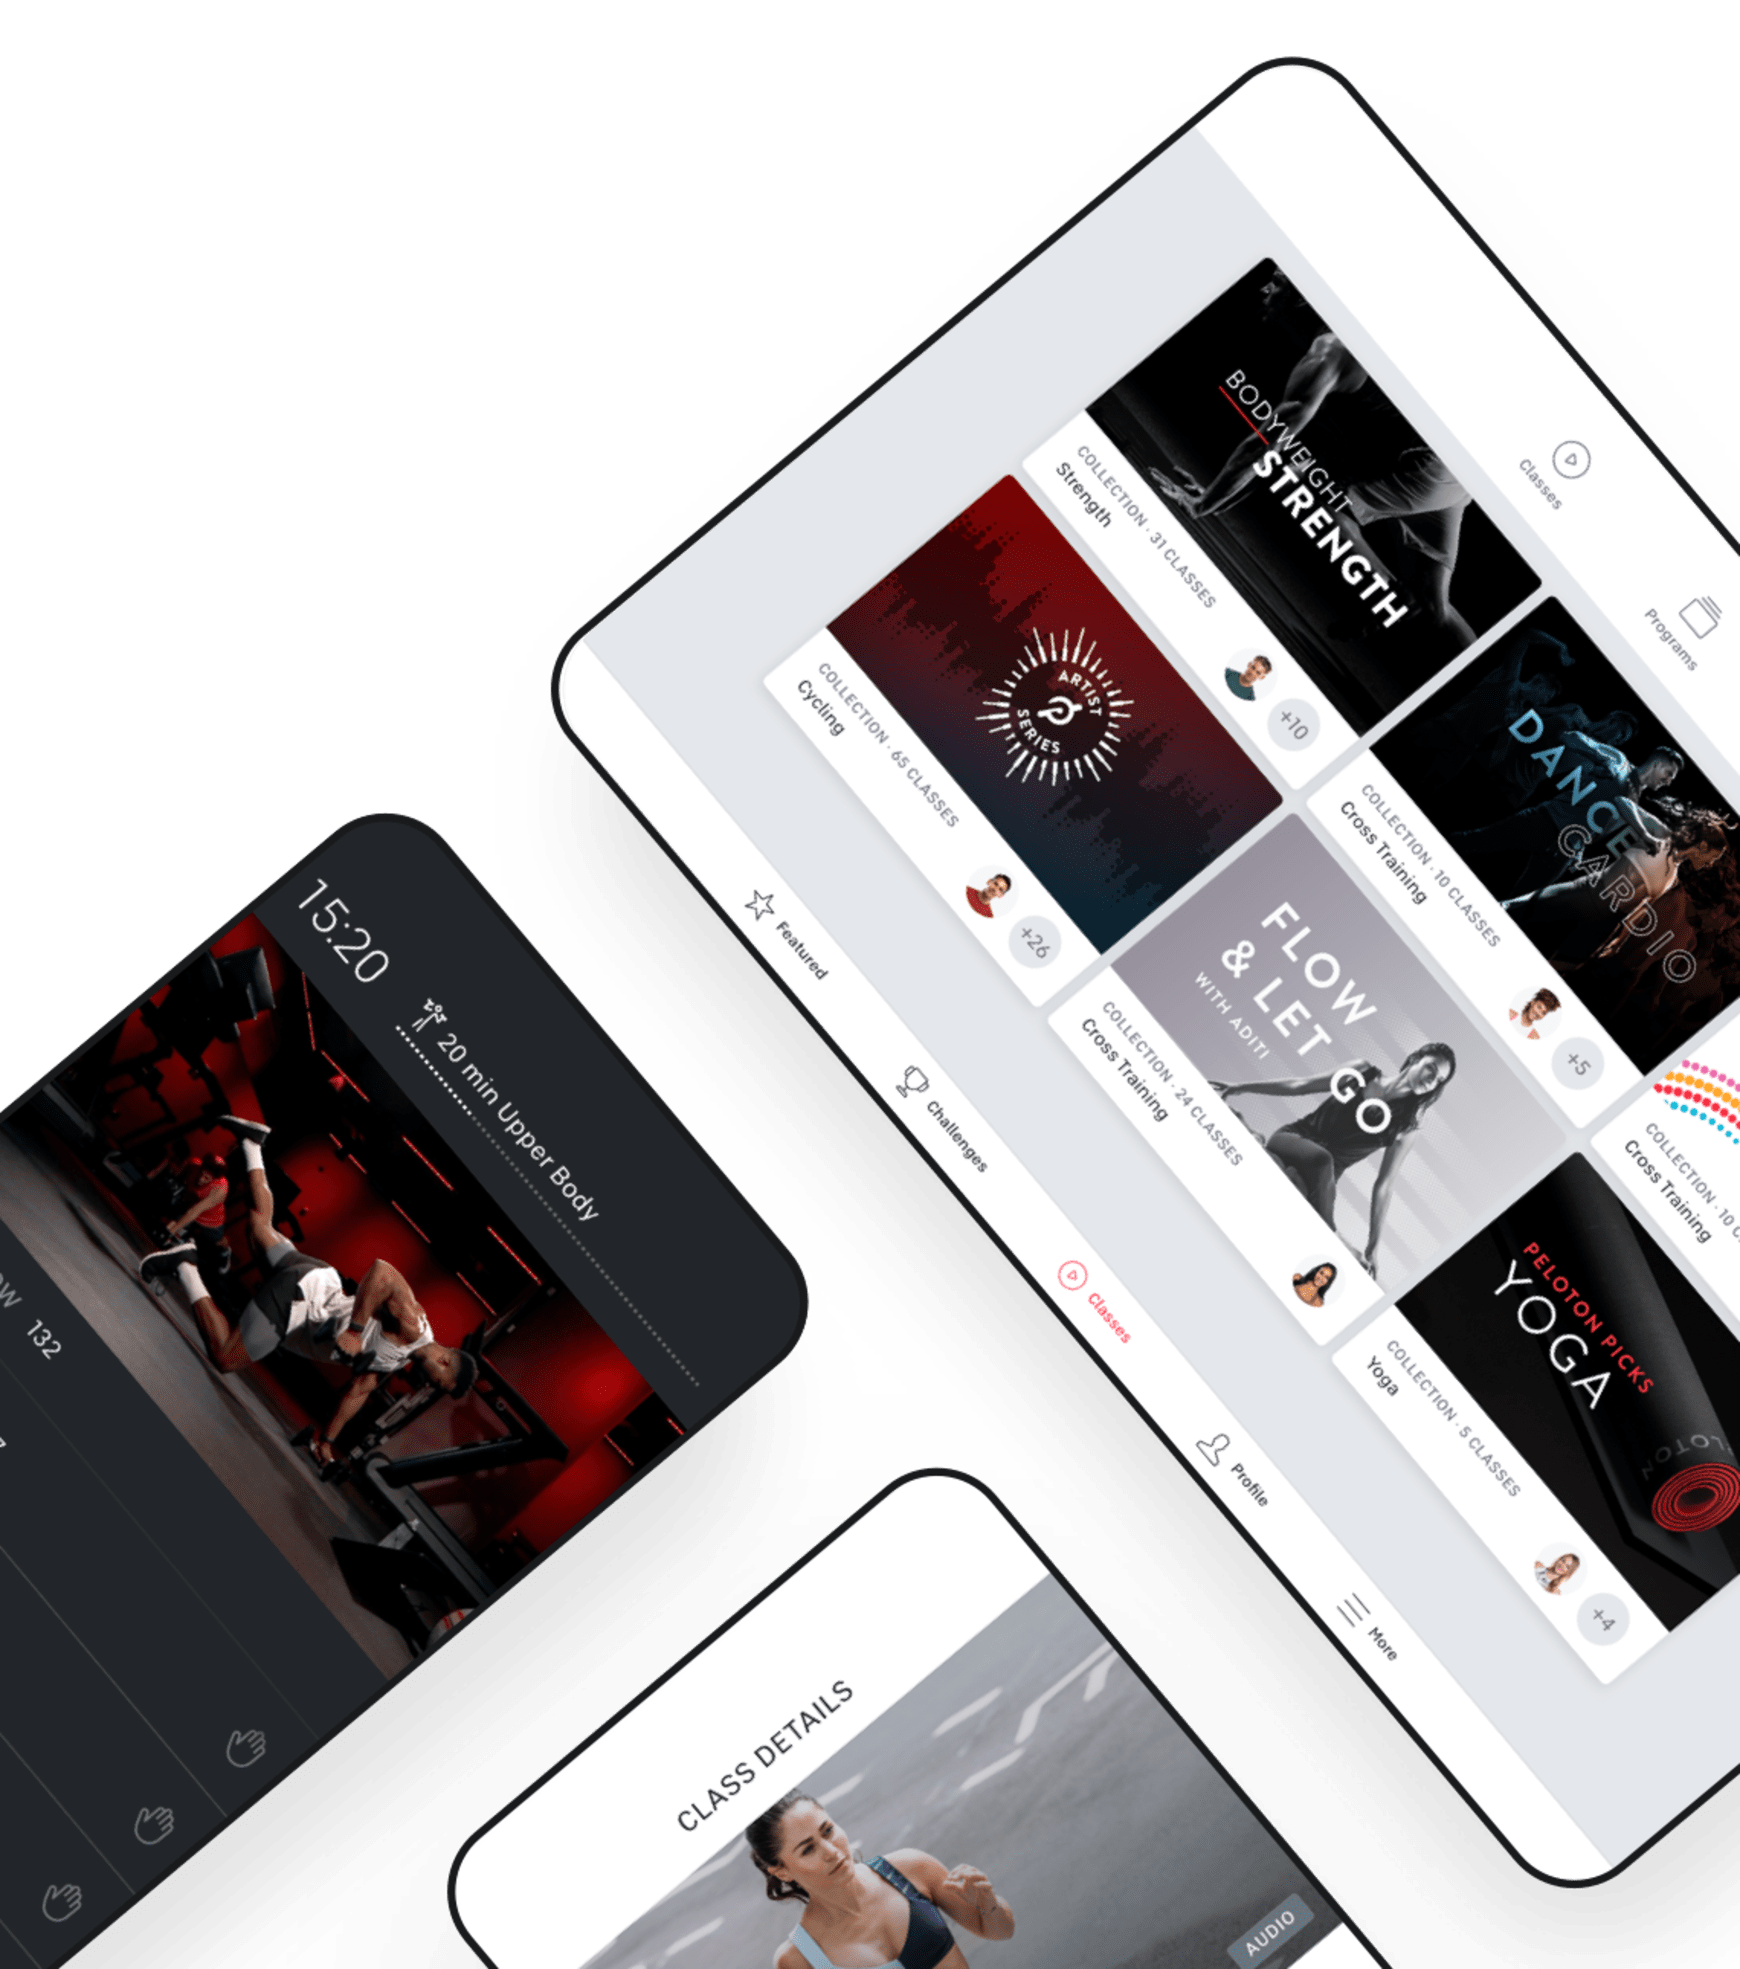 Classes
Programs
BODYWEIGHT
STRENGTH
COLLECTION · 31 CLASSES
Strength
+10
DANCE
CARDIO
COLLECTION · 10 CLASSES
Cross Training
+5
COLLECTION · 10
Cross Training
ARTIST
SERIES
COLLECTION · 65 CLASSES
Cycling
+26
FLOW
& LET GO
WITH ADITI
COLLECTION · 24 CLASSES
Cross Training
PELOTON PICKS
YOGA
COLLECTION · 5 CLASSES
Yoga
+4
Featured
Challenges
Classes
Profile
More
15:20
20 min Upper Body
132
CLASS DETAILS
AUDIO